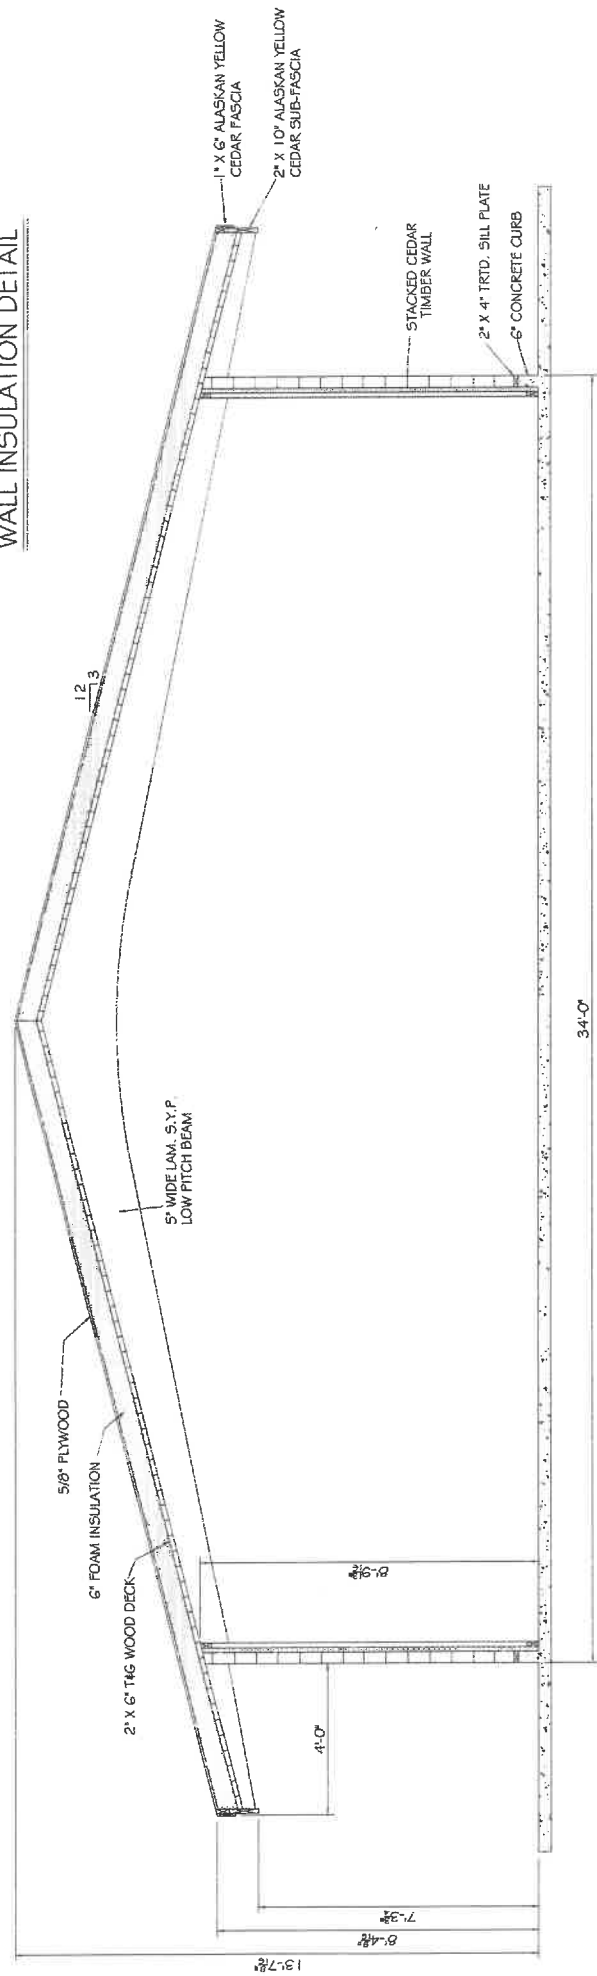 WALL INSULATION DETAIL
1" X 6" ALASKAN YELLOW
CEDAR FASCIA
2" X 10" ALASKAN YELLOW
CEDAR SUB-FASCIA
12
3
STACKED CEDAR
TIMBER WALL
2" X 4" TRTD. SILL PLATE
6" CONCRETE CURB
5/8" PLYWOOD
6" FOAM INSULATION
2" X 6" T&G WOOD DECK
5" WIDE LAM. S.Y.P.
LOW PITCH BEAM
34'-0"
4'-0"